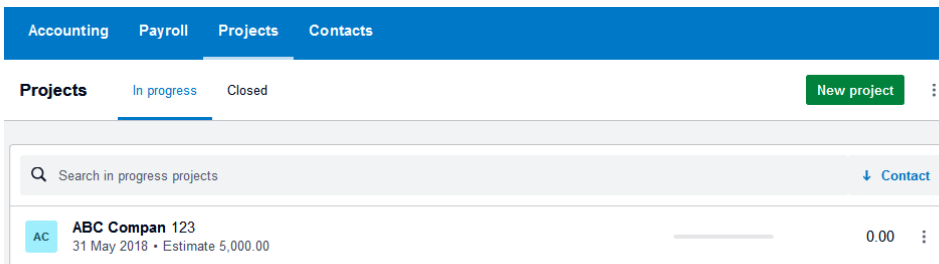 Accounting Payroll Projects Contacts
Projects In progress Closed New project
Search in progress projects ↓ Contact
AC ABC Compan 123 0.00
31 May 2018 • Estimate 5,000.00